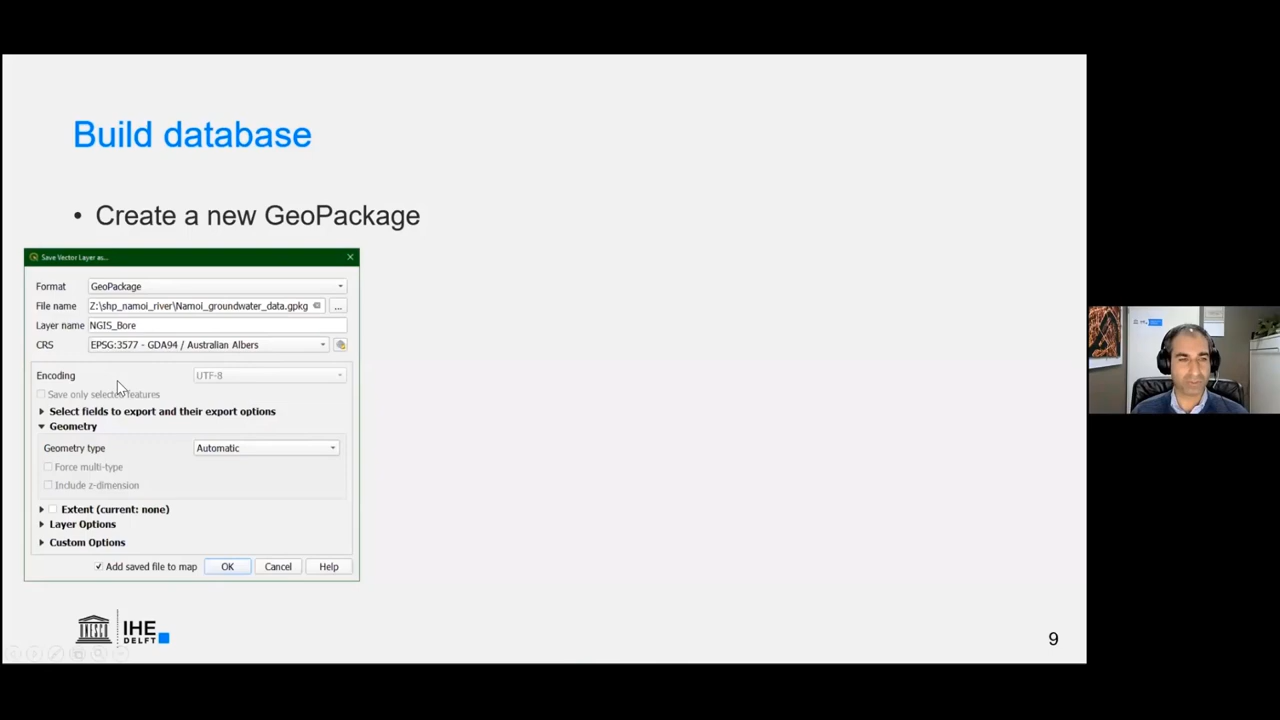 Build database
• Create a new GeoPackage
Save Vector Layer as...
Format GeoPackage
File name Z:\shp_namoi_river\Namoi_groundwater_data.gpkg ...
Layer name NGIS_Bore
CRS EPSG:3577 - GDA94 / Australian Albers
Encoding UTF-8
Save only selected features
Select fields to export and their export options
Geometry
Geometry type Automatic
Force multi-type
Include z-dimension
Extent (current: none)
Layer Options
Custom Options
Add saved file to map OK Cancel Help
UNESCO
IHE
DELFT
9